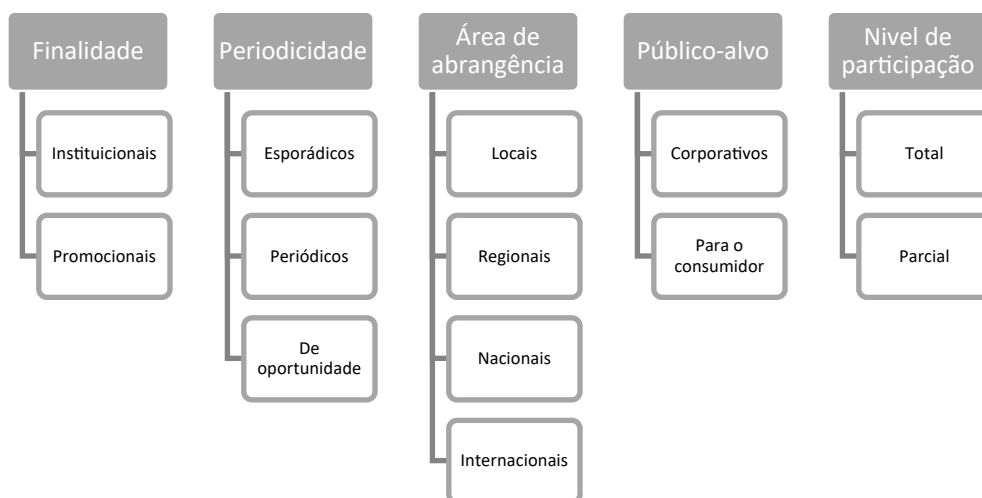 Finalidade
Instituicionais
Promocionais
Periodicidade
Esporádicos
Periódicos
De
oportunidade
Área de
abrangência
Locais
Regionais
Nacionais
Internacionais
Público-alvo
Corporativos
Para o
consumidor
Nivel de
participação
Total
Parcial